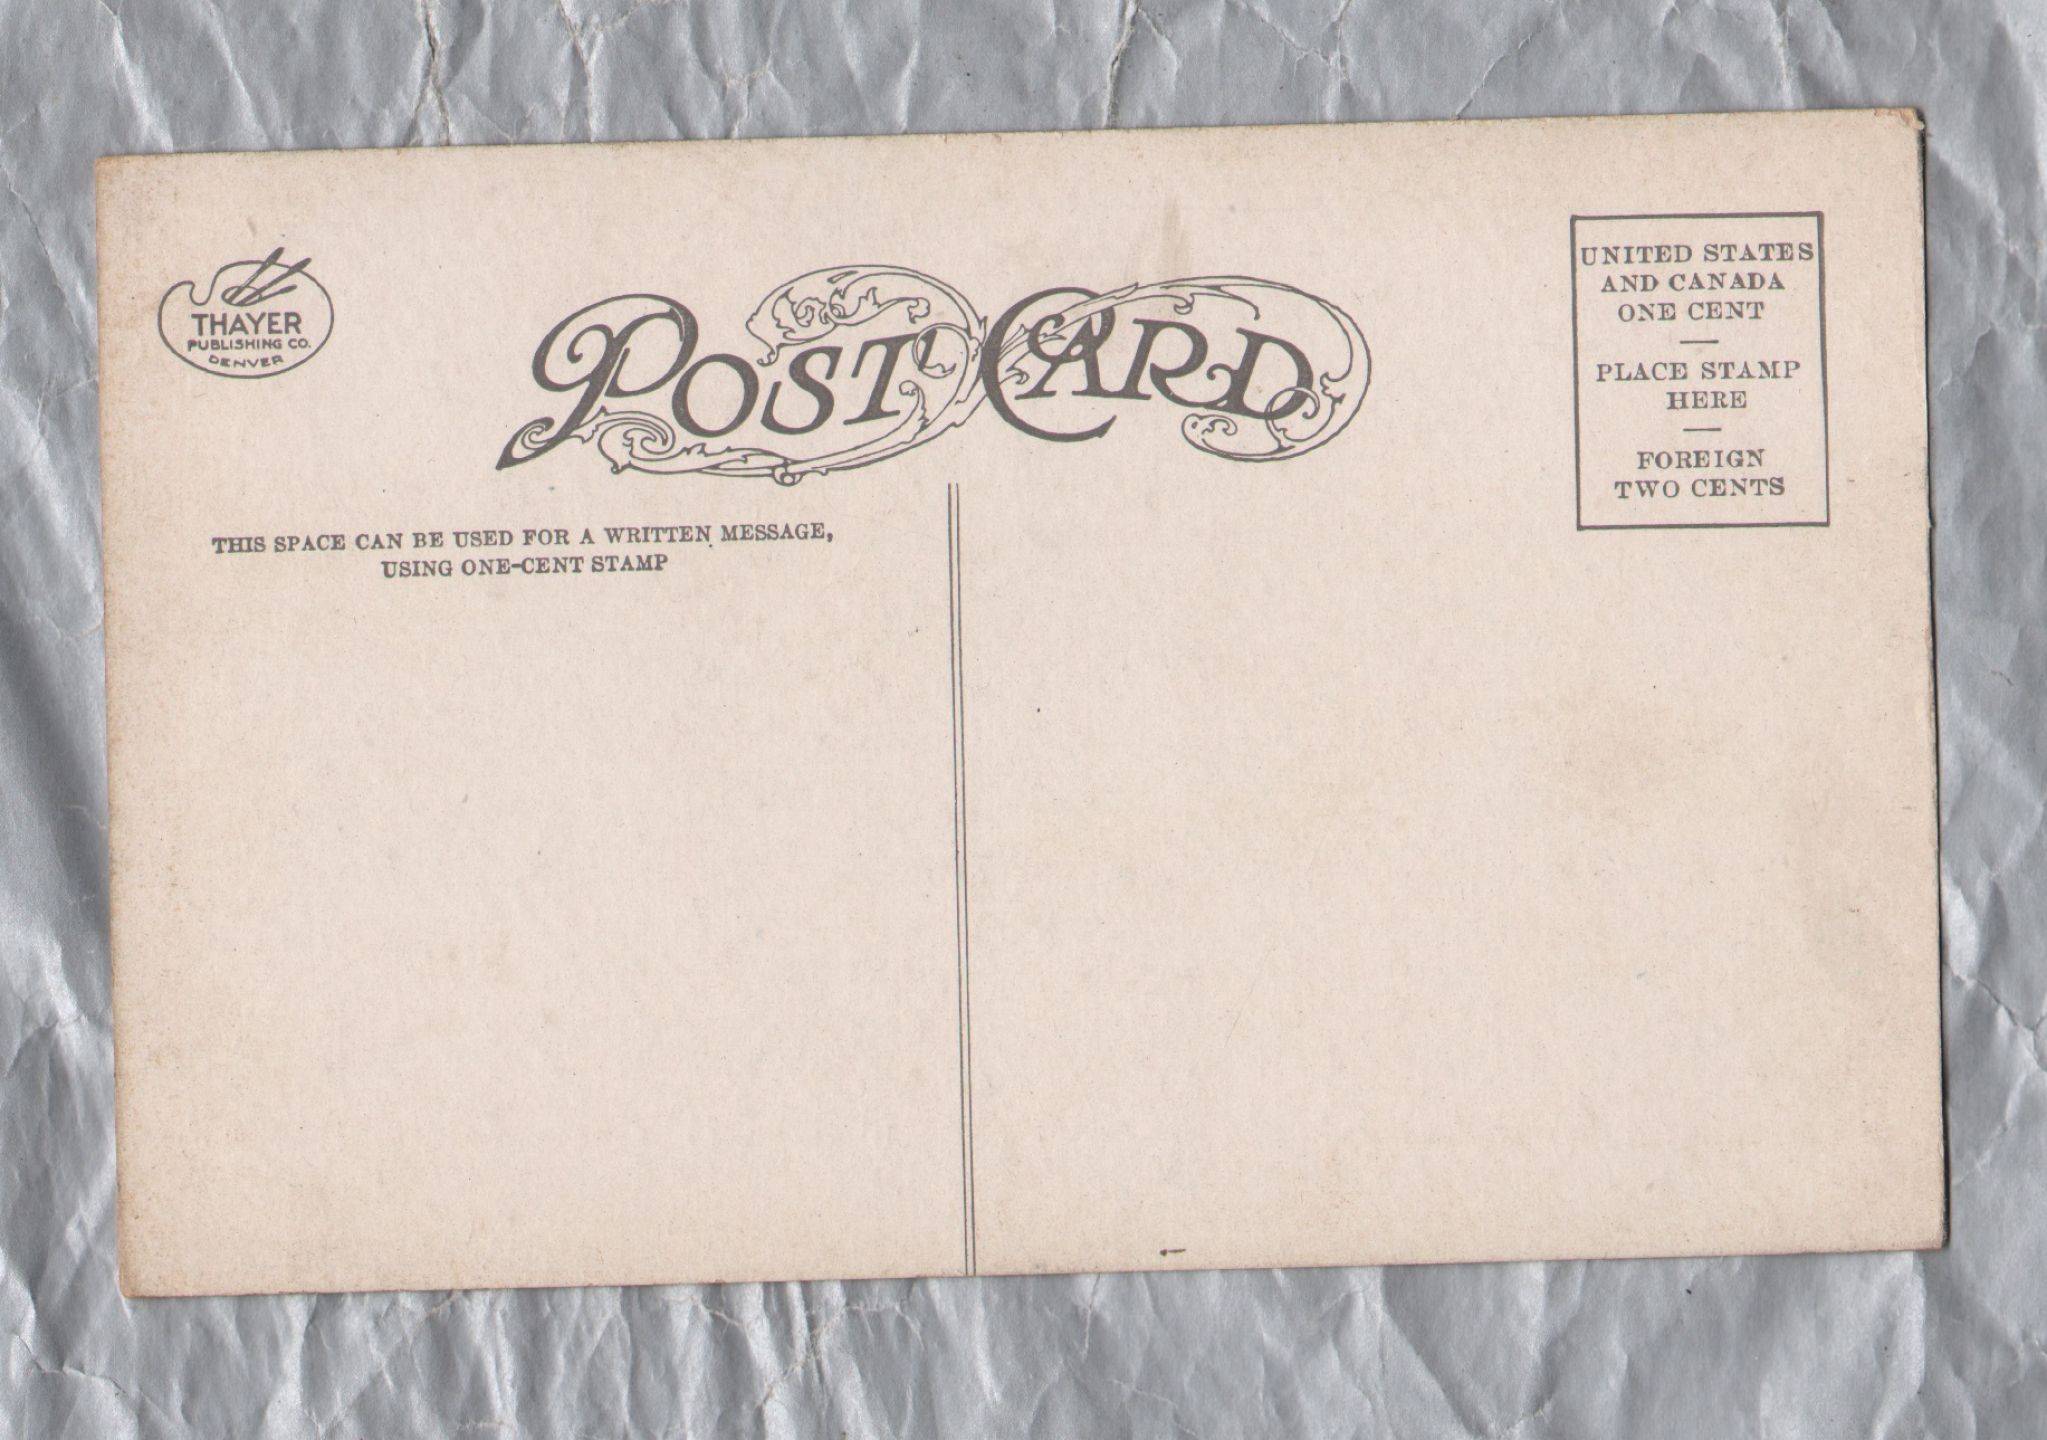 THAYER
PUBLISHING CO.
DENVER
POST CARD
UNITED STATES
AND CANADA
ONE CENT
PLACE STAMP
HERE
FOREIGN
TWO CENTS
THIS SPACE CAN BE USED FOR A WRITTEN MESSAGE,
USING ONE-CENT STAMP